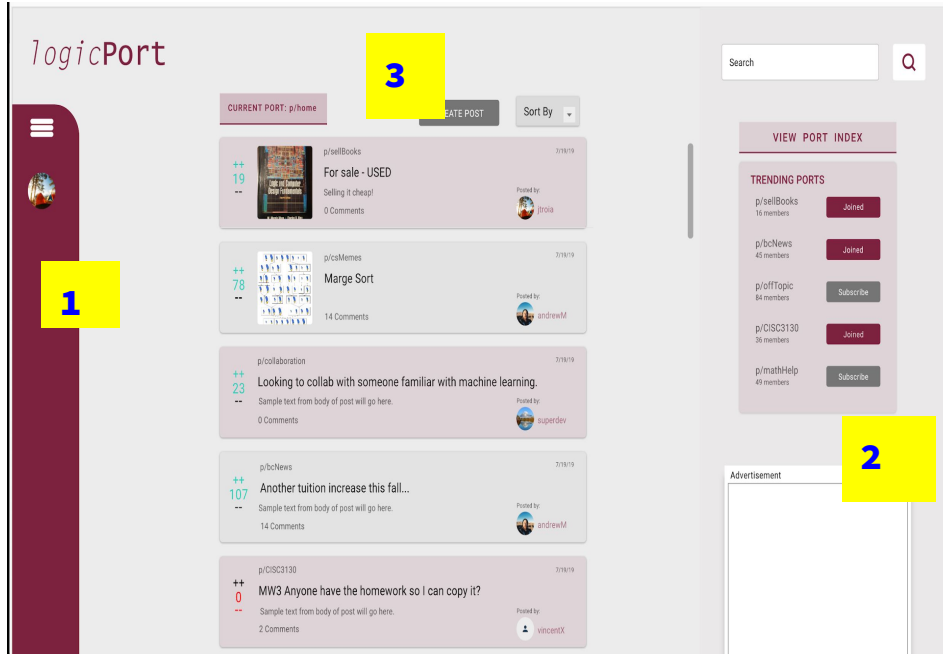 logicPort
3
Search
CURRENT PORT: p/home
EATE POST
Sort By
VIEW PORT INDEX
TRENDING PORTS
p/sellBooks
16 members
Joined
p/bcNews
45 members
Joined
p/offTopic
84 members
Subscribe
p/CISC3130
36 members
Joined
p/mathHelp
49 members
Subscribe
++
19
--
Logic and Computer
Design Fundamentals
p/sellBooks
7/19/19
For sale - USED
Selling it cheap!
0 Comments
Posted by:
jtroia
1
++
78
--
p/csMemes
7/19/19
Marge Sort
14 Comments
Posted by:
andrewM
++
23
--
p/collaboration
7/19/19
Looking to collab with someone familiar with machine learning.
Sample text from body of post will go here.
0 Comments
Posted by:
superdev
2
Advertisement
++
107
--
p/bcNews
7/19/19
Another tuition increase this fall...
Sample text from body of post will go here.
14 Comments
Posted by:
andrewM
++
0
--
p/CISC3130
7/19/19
MW3 Anyone have the homework so I can copy it?
Sample text from body of post will go here.
2 Comments
Posted by:
vincentX